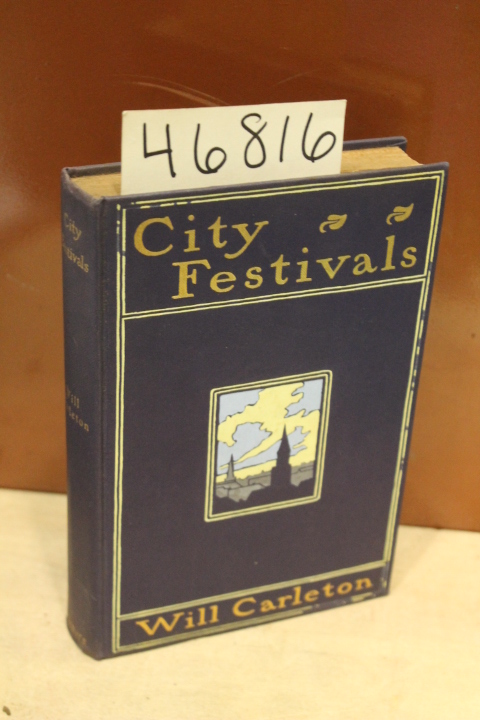 46816
City
Festivals
Will Carleton
City
Festivals
Will
Carleton